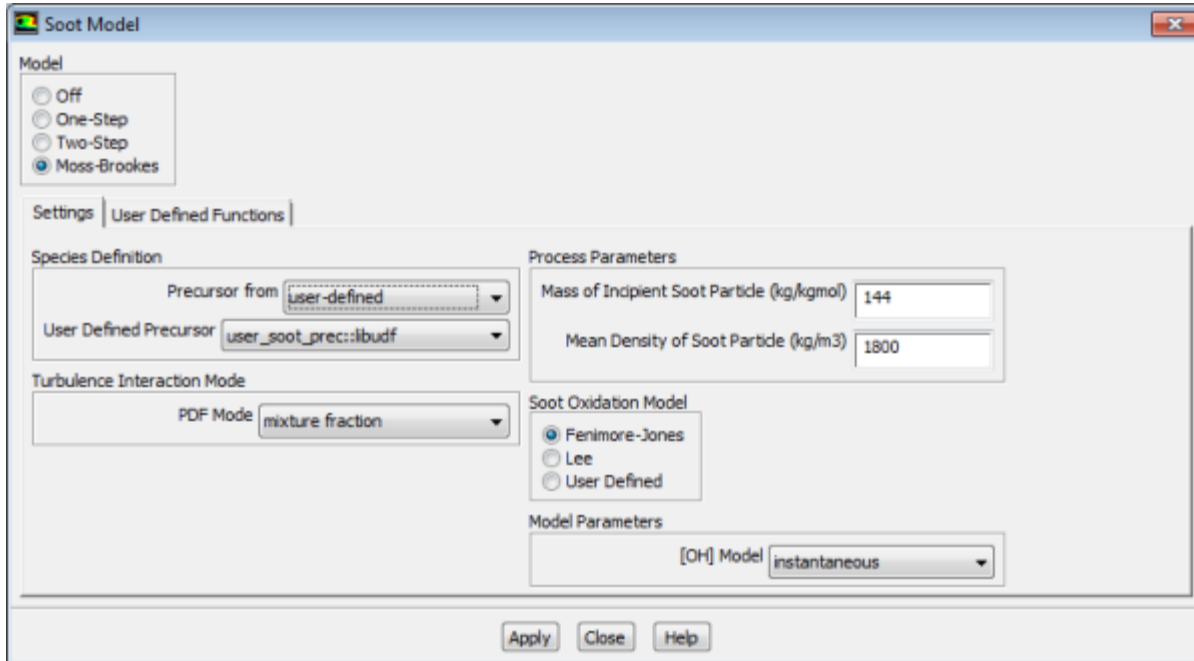 Soot Model
Model
Off
One-Step
Two-Step
Moss-Brookes
Settings
User Defined Functions
Species Definition
Precursor from user-defined
User Defined Precursor user_soot_prec::libudf
Turbulence Interaction Mode
PDF Mode mixture fraction
Process Parameters
Mass of Incipient Soot Particle (kg/kgmol) 144
Mean Density of Soot Particle (kg/m3) 1800
Soot Oxidation Model
Fenimore-Jones
Lee
User Defined
Model Parameters
[OH] Model instantaneous
Apply Close Help